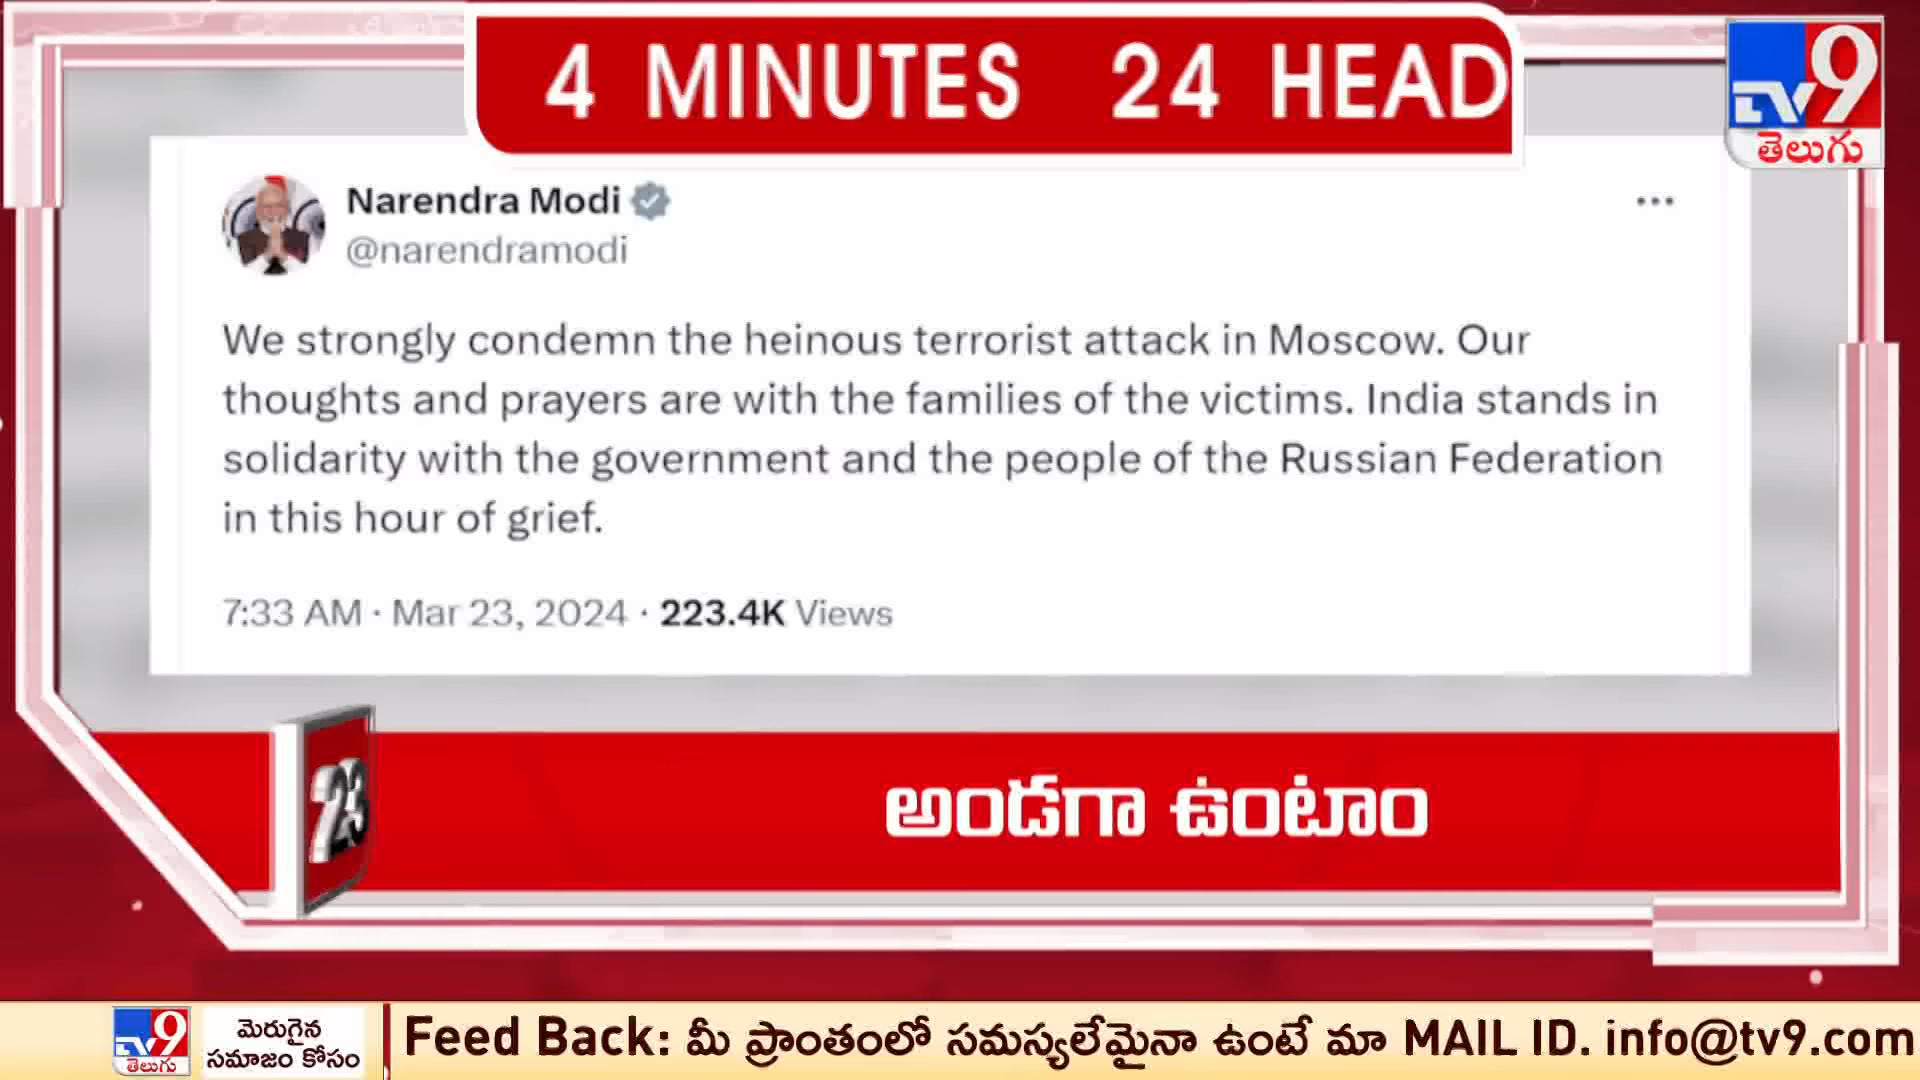 4 MINUTES 24 HEAD
TV9
తెలుగు
Narendra Modi
@narendramodi
We strongly condemn the heinous terrorist attack in Moscow. Our
thoughts and prayers are with the families of the victims. India stands in
solidarity with the government and the people of the Russian Federation
in this hour of grief.
7:33 AM · Mar 23, 2024 · 223.4K Views
23
అండగా ఉంటాం
TV9
తెలుగు
మెరుగైన
సమాజం కోసం
Feed Back: మీ ప్రాంతంలో సమస్యలేమైనా ఉంటే మా MAIL ID. info@tv9.com